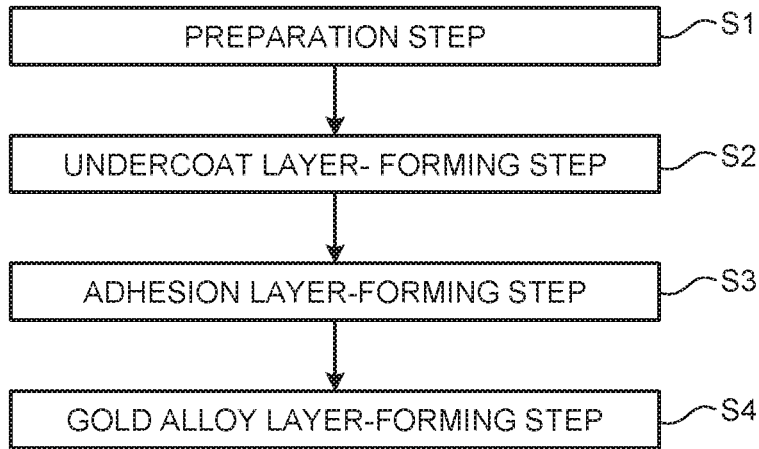 PREPARATION STEP
S1
UNDERCOAT LAYER- FORMING STEP
S2
ADHESION LAYER-FORMING STEP
S3
GOLD ALLOY LAYER-FORMING STEP
S4